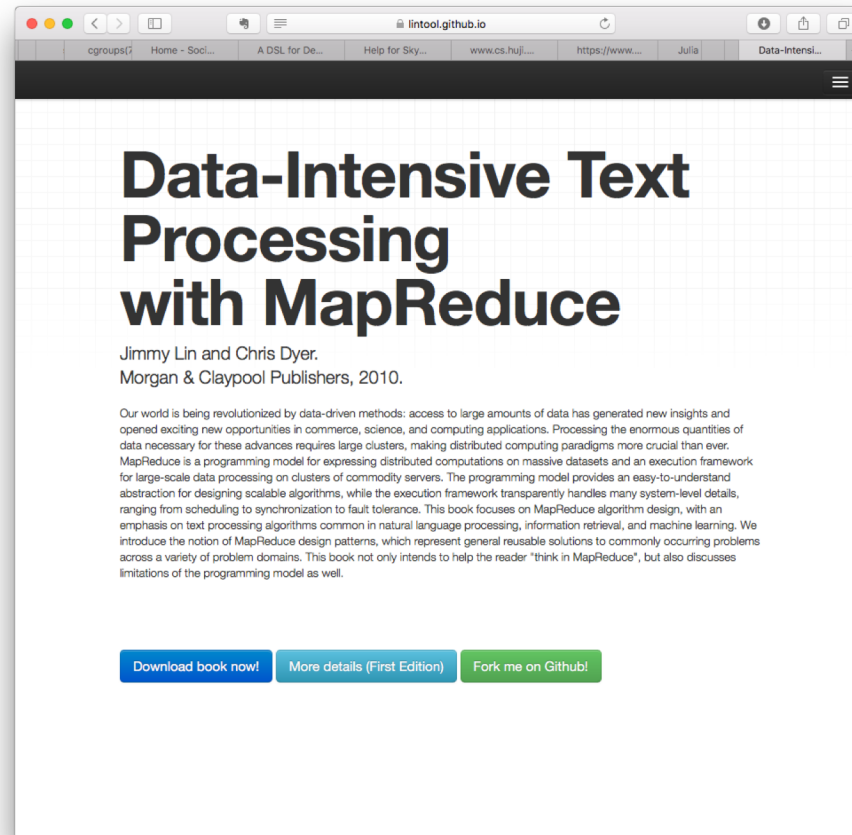 lintool.github.io
cgroups(7 Home - Soci... A DSL for De... Help for Sky... www.cs.huji.... https://www.... Julia Data-Intensi...
Data-Intensive Text
Processing
with MapReduce
Jimmy Lin and Chris Dyer.
Morgan & Claypool Publishers, 2010.
Our world is being revolutionized by data-driven methods: access to large amounts of data has generated new insights and
opened exciting new opportunities in commerce, science, and computing applications. Processing the enormous quantities of
data necessary for these advances requires large clusters, making distributed computing paradigms more crucial than ever.
MapReduce is a programming model for expressing distributed computations on massive datasets and an execution framework
for large-scale data processing on clusters of commodity servers. The programming model provides an easy-to-understand
abstraction for designing scalable algorithms, while the execution framework transparently handles many system-level details,
ranging from scheduling to synchronization to fault tolerance. This book focuses on MapReduce algorithm design, with an
emphasis on text processing algorithms common in natural language processing, information retrieval, and machine learning. We
introduce the notion of MapReduce design patterns, which represent general reusable solutions to commonly occurring problems
across a variety of problem domains. This book not only intends to help the reader "think in MapReduce", but also discusses
limitations of the programming model as well.
Download book now! More details (First Edition) Fork me on Github!